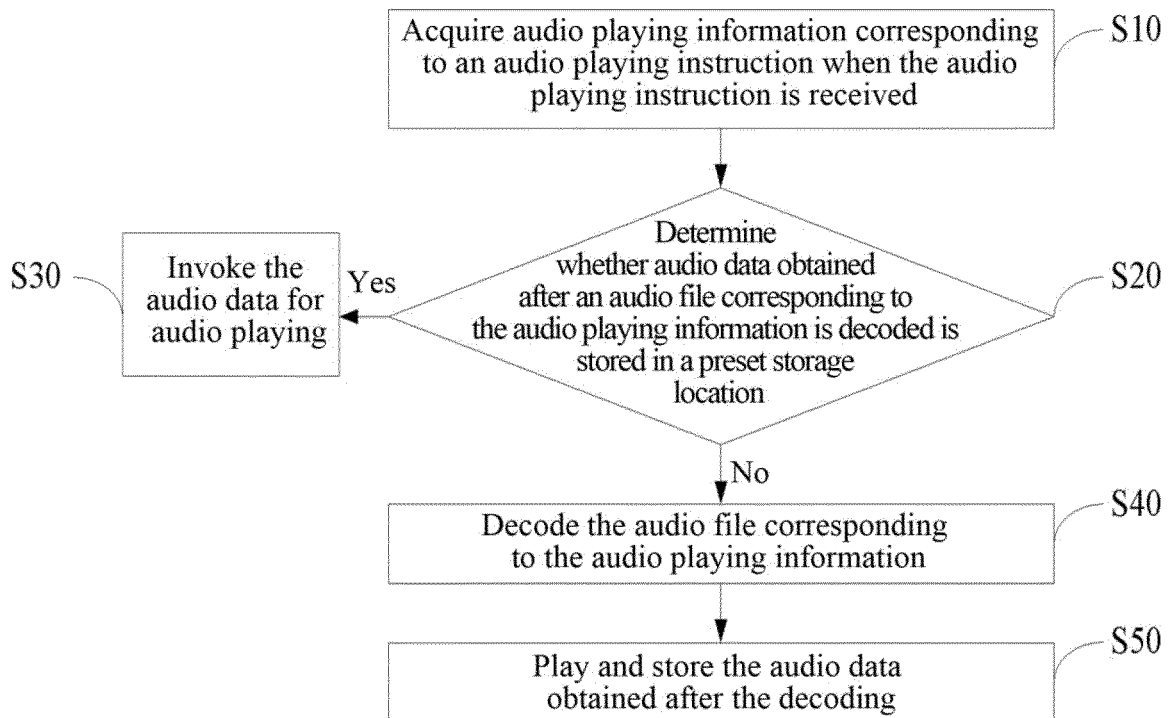 Acquire audio playing information corresponding
to an audio playing instruction when the audio
playing instruction is received
S10
Determine
whether audio data obtained
after an audio file corresponding to
the audio playing information is decoded is
stored in a preset storage
location
S20
Yes
S30
Invoke the
audio data for
audio playing
No
Decode the audio file corresponding
to the audio playing information
S40
Play and store the audio data
obtained after the decoding
S50